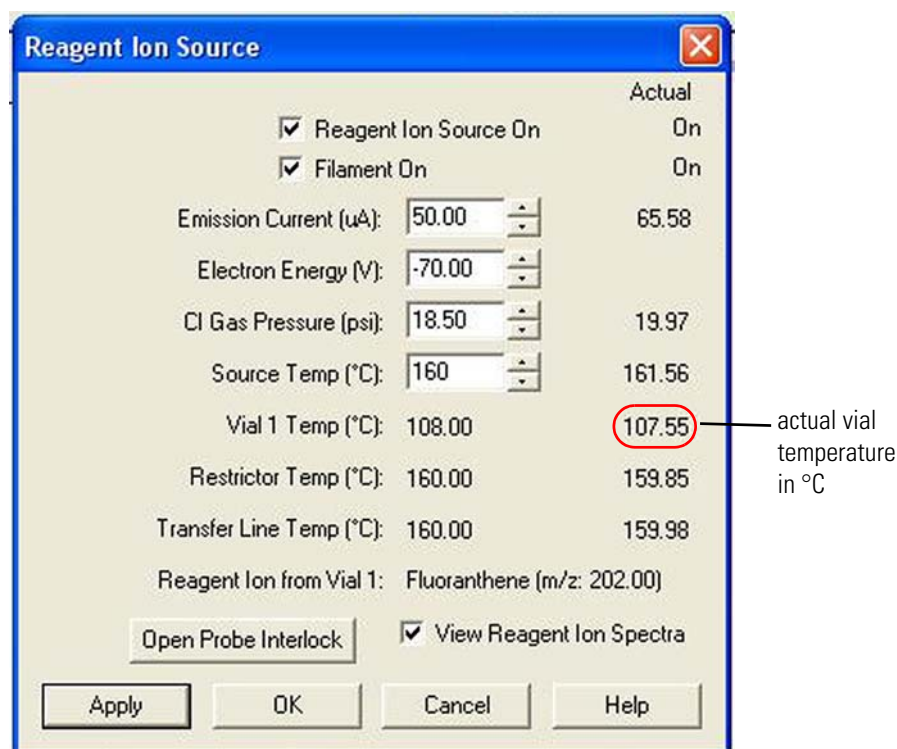 Reagent Ion Source
Actual
Reagent Ion Source On On
Filament On On
Emission Current (uA): 50.00 65.58
Electron Energy (V): -70.00
CI Gas Pressure (psi): 18.50 19.97
Source Temp (°C): 160 161.56
Vial 1 Temp (°C): 108.00 107.55
actual vial
temperature
in °C
Restrictor Temp (°C): 160.00 159.85
Transfer Line Temp (°C): 160.00 159.98
Reagent Ion from Vial 1: Fluoranthene (m/z: 202.00)
Open Probe Interlock View Reagent Ion Spectra
Apply OK Cancel Help